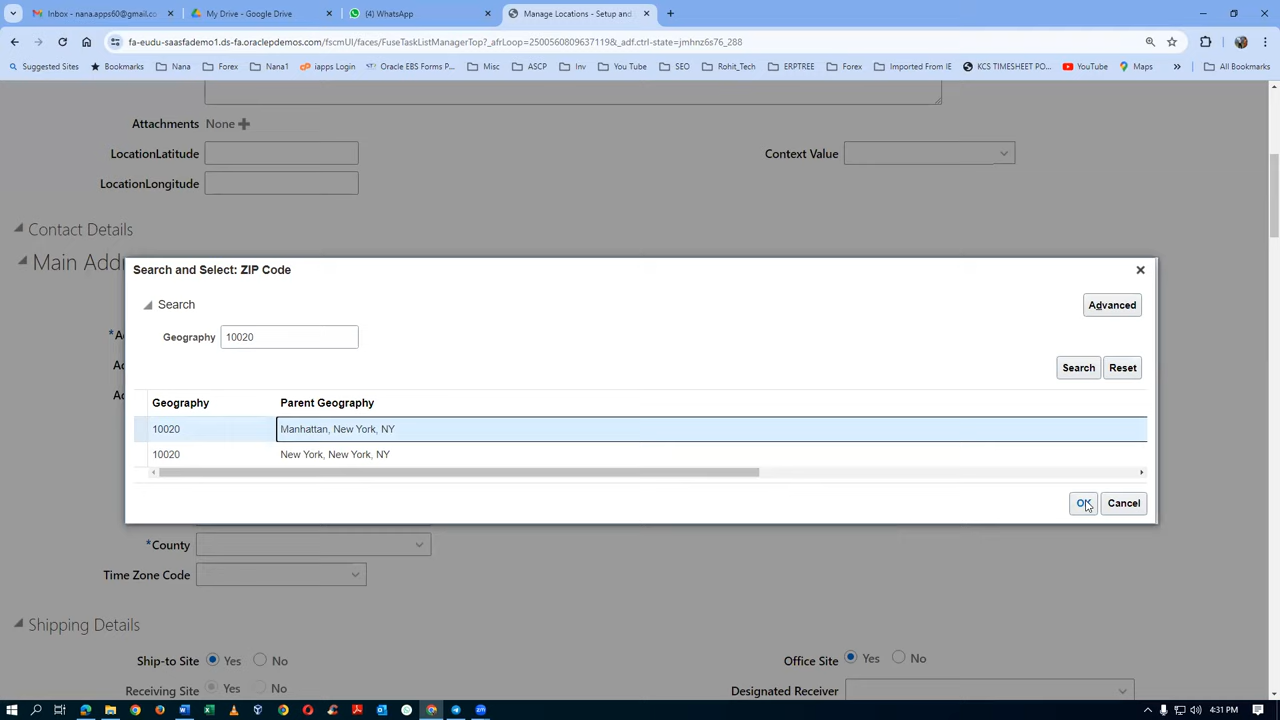 Inbox - nana.apps60@gmail.co
My Drive - Google Drive
(4) WhatsApp
Manage Locations - Setup and
fa-eudu-saasfademo1.ds-fa.oraclepdemos.com/fscmUI/faces/FuseTaskListManagerTop?_afrLoop=2500560809637119&_adf.ctrl-state=jmhnz6s76_288
Suggested Sites Bookmarks Nana Forex Nana1 iapps Login Oracle EBS Forms P... Misc ASCP Inv You Tube SEO Rohit_Tech ERPTREE Forex Imported From IE KCS TIMESHEET PO... YouTube Maps » All Bookmarks
Attachments None
LocationLatitude
Context Value
LocationLongitude
Contact Details
Main Addr
Search and Select: ZIP Code
Search
Advanced
*Ad
Geography 10020
Ad
Search Reset
Ad
Geography Parent Geography
10020 Manhattan, New York, NY
10020 New York, New York, NY
OK Cancel
*County
Time Zone Code
Shipping Details
Ship-to Site Yes No
Office Site Yes No
Receiving Site Yes No
Designated Receiver
4:31 PM